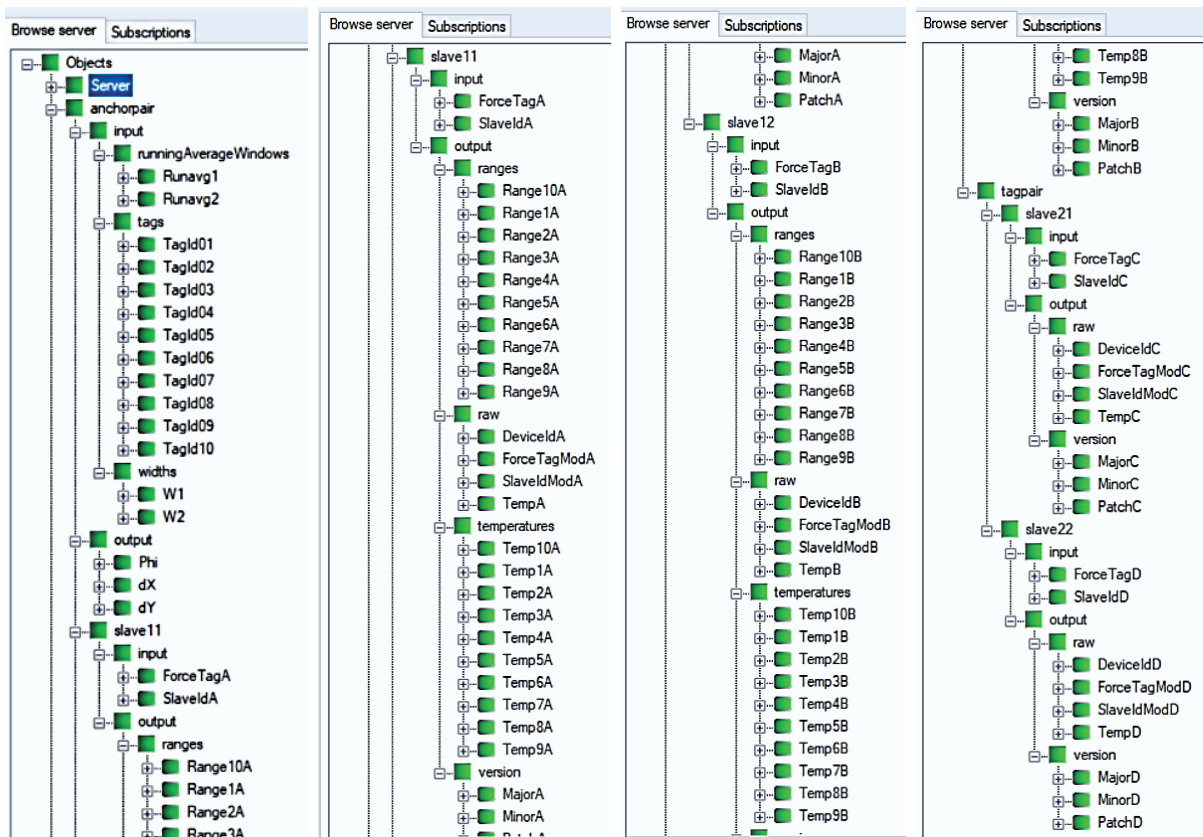 Browse server
Subscriptions
Objects
Server
anchorpair
input
runningAverageWindows
Runavg1
Runavg2
tags
TagId01
TagId02
TagId03
TagId04
TagId05
TagId06
TagId07
TagId08
TagId09
TagId10
widths
W1
W2
output
Phi
dX
dY
slave11
input
ForceTagA
SlaveIdA
output
ranges
Range10A
Range1A
Range2A
Range3A
Browse server
Subscriptions
slave11
input
ForceTagA
SlaveIdA
output
ranges
Range10A
Range1A
Range2A
Range3A
Range4A
Range5A
Range6A
Range7A
Range8A
Range9A
raw
DeviceIdA
ForceTagModA
SlaveIdModA
TempA
temperatures
Temp10A
Temp1A
Temp2A
Temp3A
Temp4A
Temp5A
Temp6A
Temp7A
Temp8A
Temp9A
version
MajorA
MinorA
Browse server
Subscriptions
MajorA
MinorA
PatchA
slave12
input
ForceTagB
SlaveIdB
output
ranges
Range10B
Range1B
Range2B
Range3B
Range4B
Range5B
Range6B
Range7B
Range8B
Range9B
raw
DeviceIdB
ForceTagModB
SlaveIdModB
TempB
temperatures
Temp10B
Temp1B
Temp2B
Temp3B
Temp4B
Temp5B
Temp6B
Temp7B
Temp8B
Temp9B
Browse server
Subscriptions
Temp8B
Temp9B
version
MajorB
MinorB
PatchB
tagpair
slave21
input
ForceTagC
SlaveIdC
output
raw
DeviceIdC
ForceTagModC
SlaveIdModC
TempC
version
MajorC
MinorC
PatchC
slave22
input
ForceTagD
SlaveIdD
output
raw
DeviceIdD
ForceTagModD
SlaveIdModD
TempD
version
MajorD
MinorD
PatchD